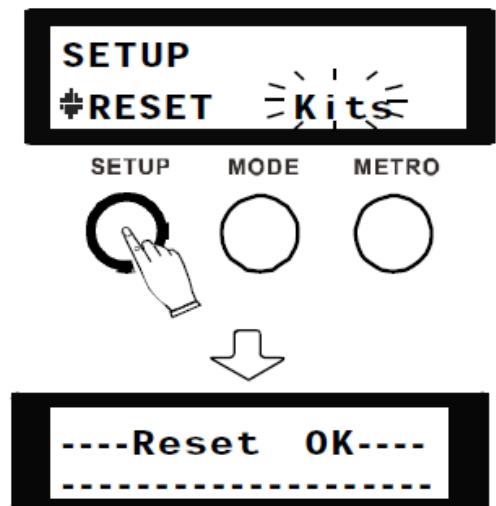 SETUP
RESET Kits
SETUP MODE METRO
----Reset OK----
--------------------